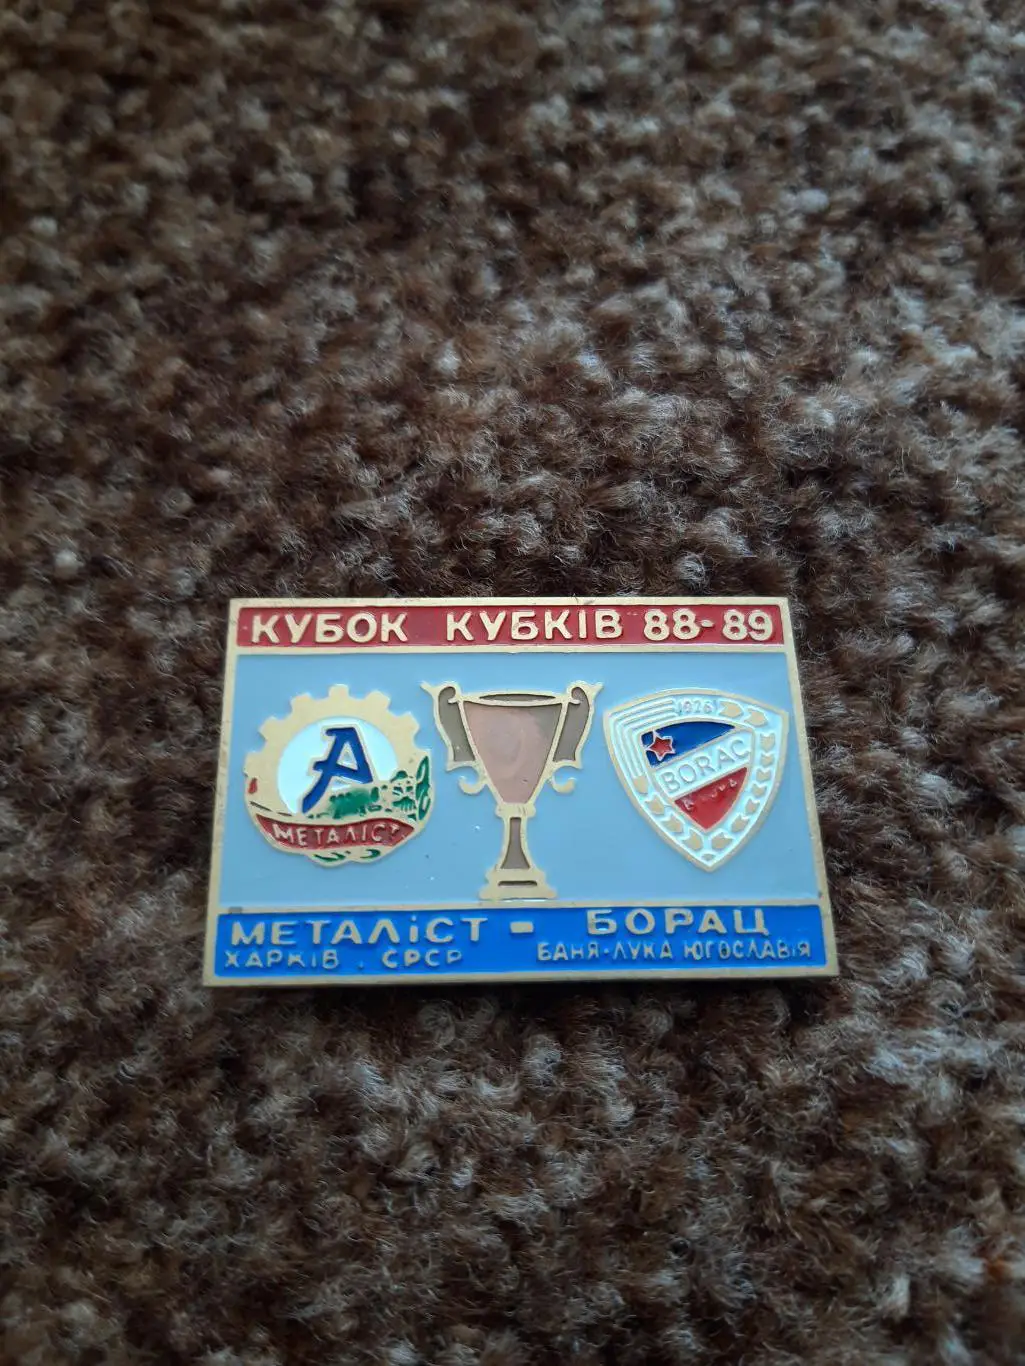 КУБОК КУБКІВ 88-89
А
МЕТАЛІСТ
1926
BORAC
МЕТАЛіСТ - БОРАЦ
ХАРКІВ . СРСР БАНЯ-ЛУКА ЮГОСЛАВІЯ